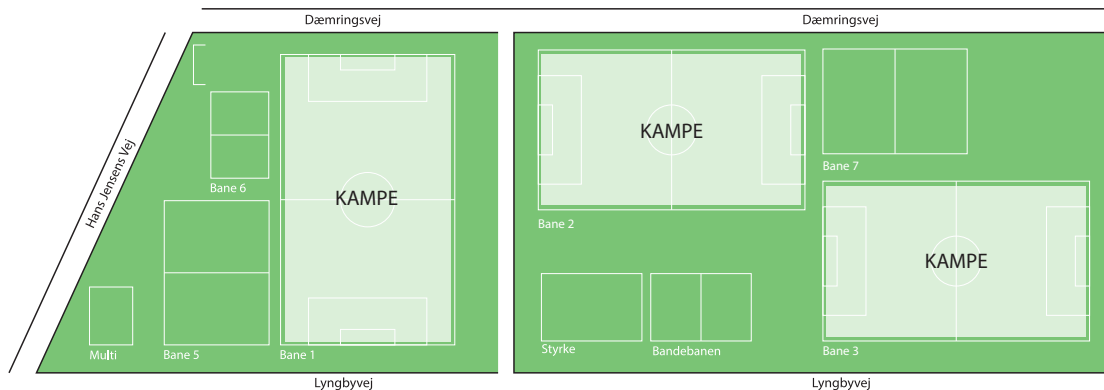 Dæmringsvej
Dæmringsvej
Hans Jensens Vej
KAMPE
Bane 6
KAMPE
Bane 2
Bane 7
KAMPE
Multi
Bane 5
Bane 1
Styrke
Bandebanen
Bane 3
Lyngbyvej
Lyngbyvej